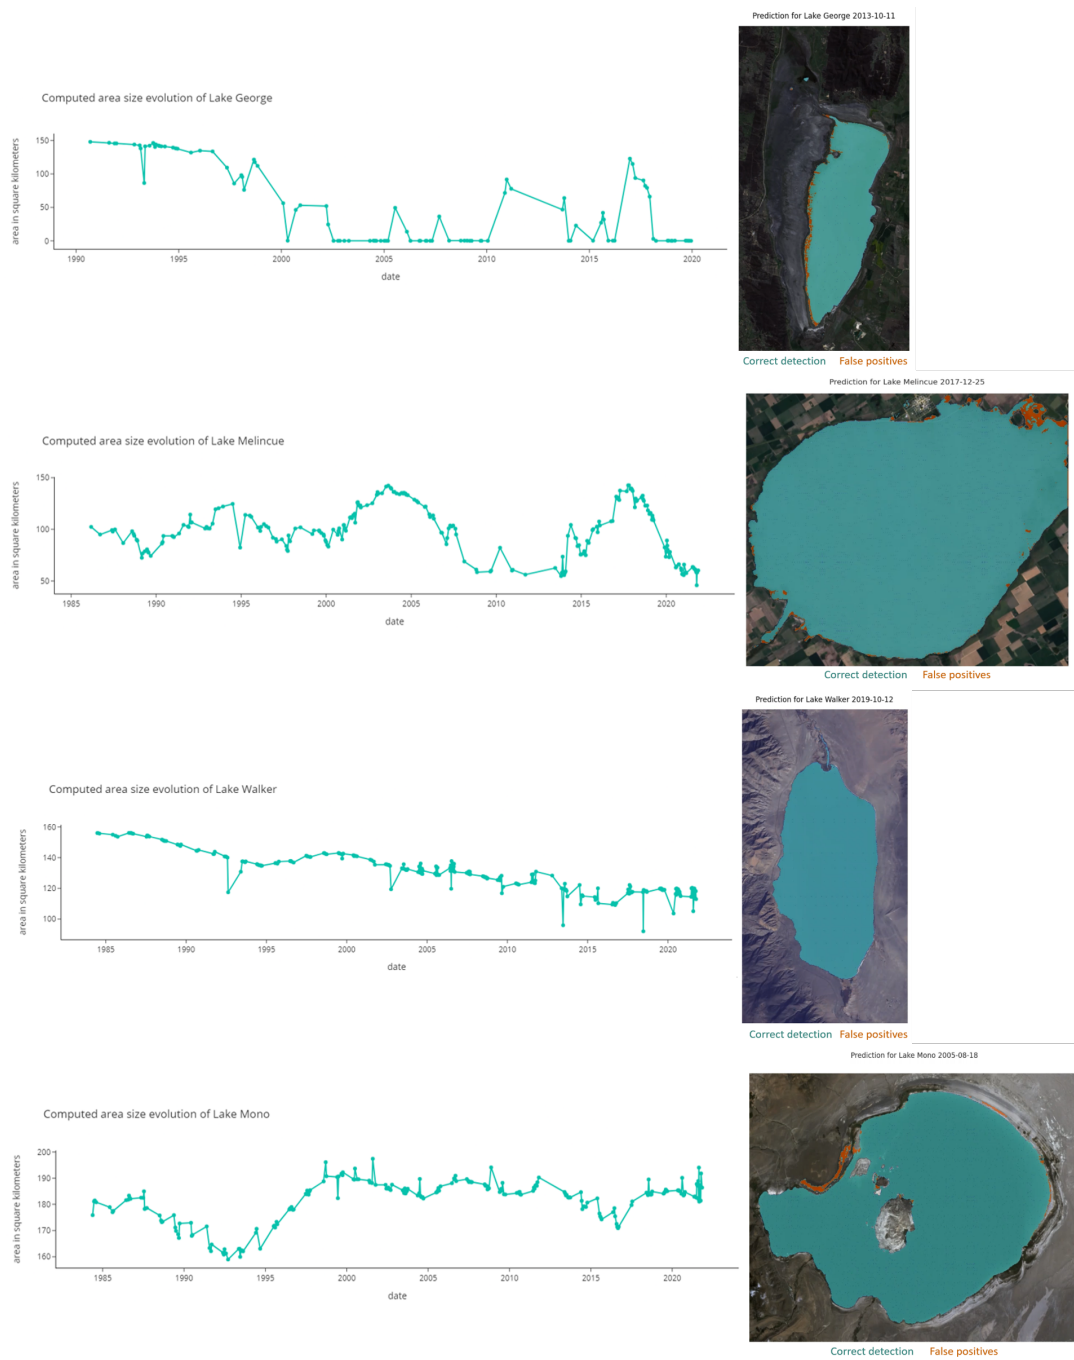 Prediction for Lake George 2013-10-11
Computed area size evolution of Lake George
area in square kilometers
150
100
50
0
1990 1995 2000 2005 2010 2015 2020
date
Correct detection False positives
Prediction for Lake Melincue 2017-12-25
Computed area size evolution of Lake Melincue
area in square kilometers
150
100
50
1985 1990 1995 2000 2005 2010 2015 2020
date
Correct detection False positives
Prediction for Lake Walker 2019-10-12
Computed area size evolution of Lake Walker
area in square kilometers
160
140
120
100
1985 1990 1995 2000 2005 2010 2015 2020
date
Correct detection False positives
Prediction for Lake Mono 2005-08-18
Computed area size evolution of Lake Mono
area in square kilometers
200
190
180
170
160
1985 1990 1995 2000 2005 2010 2015 2020
date
Correct detection False positives